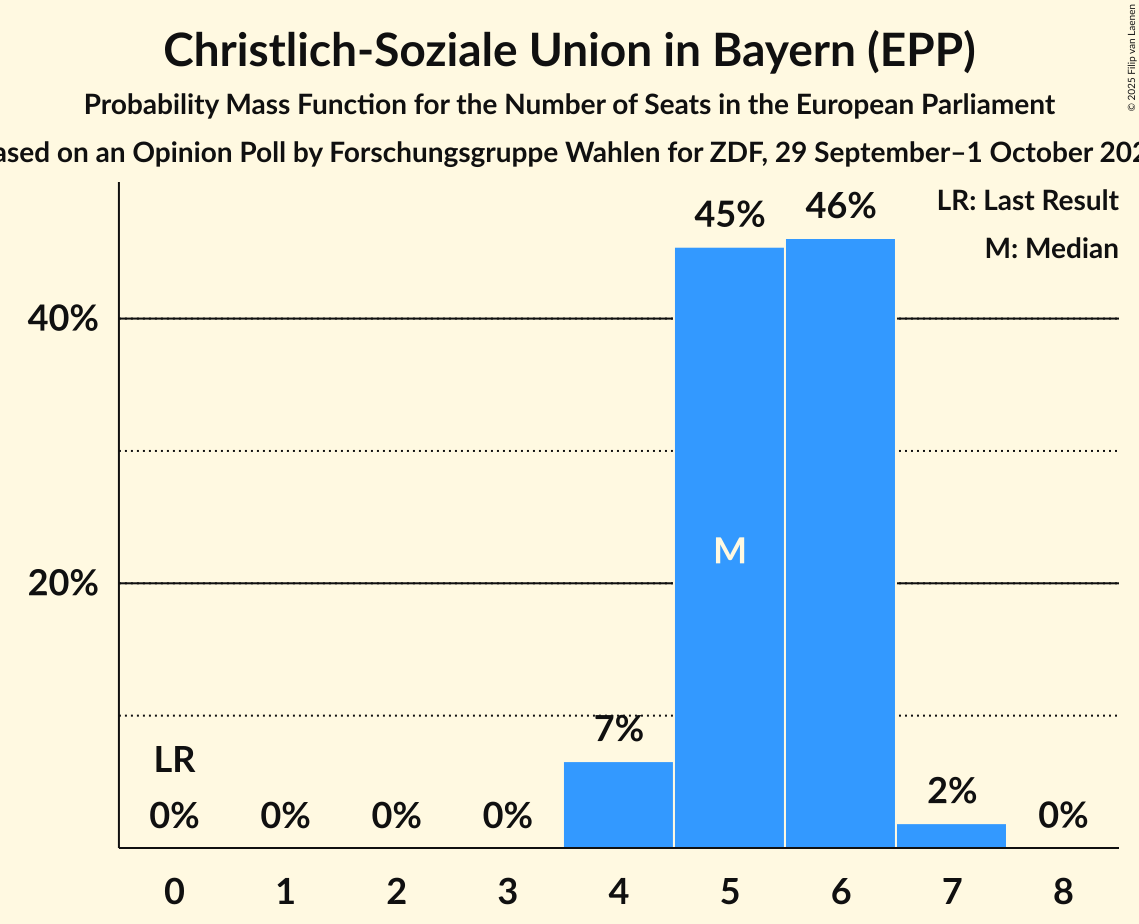 Christlich-Soziale Union in Bayern (EPP)
Probability Mass Function for the Number of Seats in the European Parliament
on an Opinion Poll by Forschungsgruppe Wahlen for ZDF, 29 September–1 October
© 2025 Filip van Laenen
LR: Last Result
M: Median
45%
46%
40%
M
20%
7%
LR
2%
0%
0%
0%
0%
0%
0
1
2
3
4
5
6
7
8